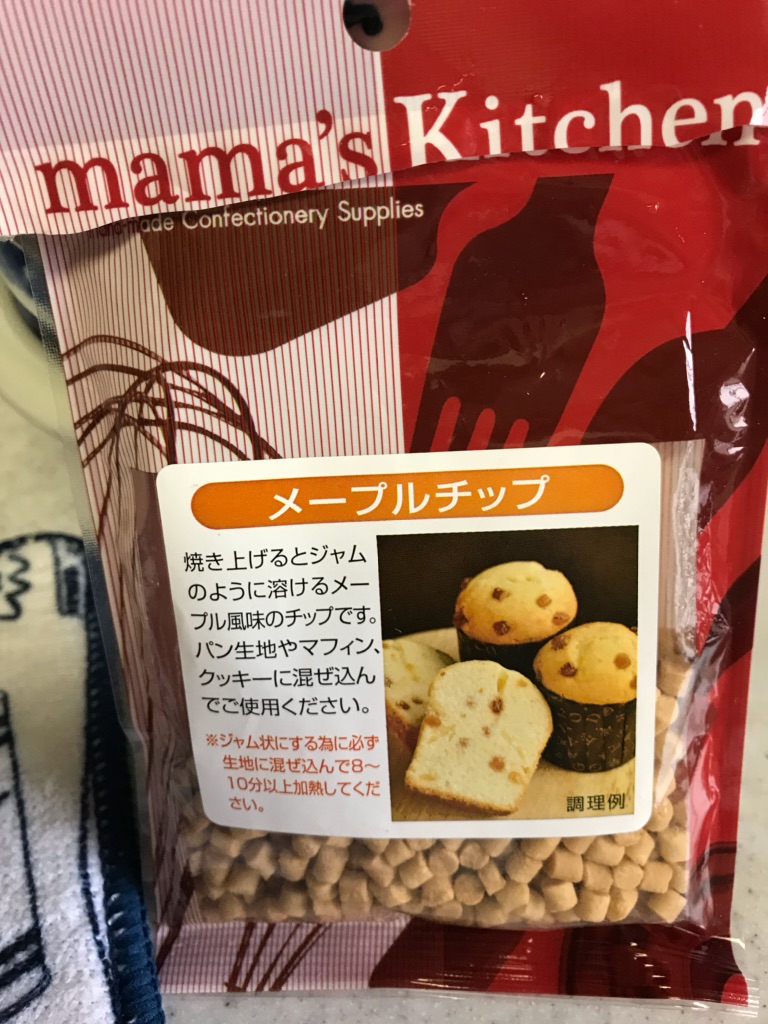 mama's Kitchen
hand-made Confectionery Supplies
メープルチップ
焼き上げるとジャム
のように溶けるメー
プル風味のチップです。
パン生地やマフィン、
クッキーに混ぜ込ん
でご使用ください。
※ジャム状にする為に必ず
生地に混ぜ込んで8〜
10分以上加熱してくだ
さい。
調理例